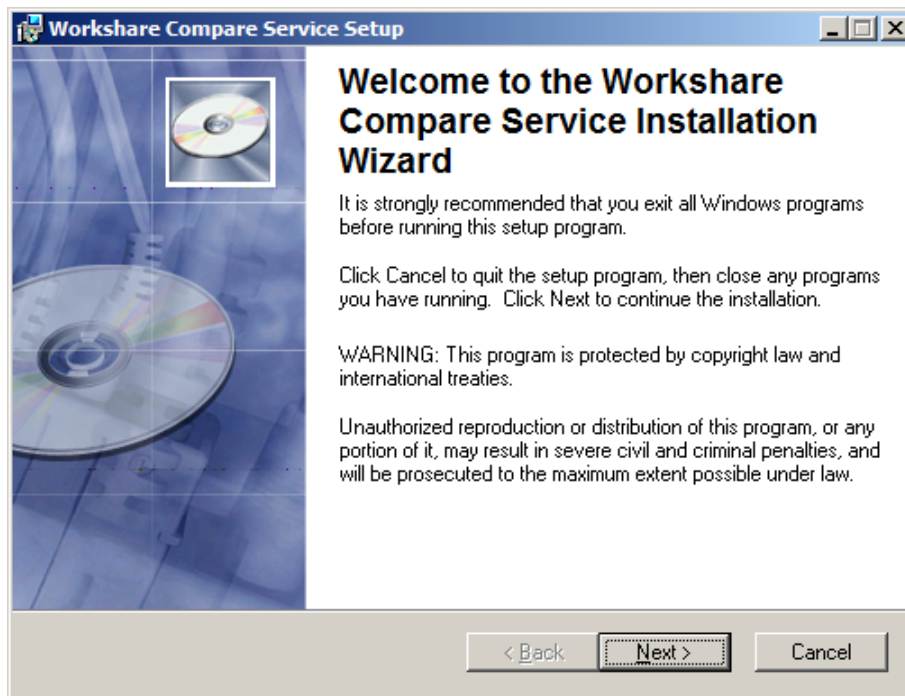 Workshare Compare Service Setup
Welcome to the Workshare
Compare Service Installation
Wizard
It is strongly recommended that you exit all Windows programs
before running this setup program.
Click Cancel to quit the setup program, then close any programs
you have running.  Click Next to continue the installation.
WARNING: This program is protected by copyright law and
international treaties.
Unauthorized reproduction or distribution of this program, or any
portion of it, may result in severe civil and criminal penalties, and
will be prosecuted to the maximum extent possible under law.
< Back Next > Cancel